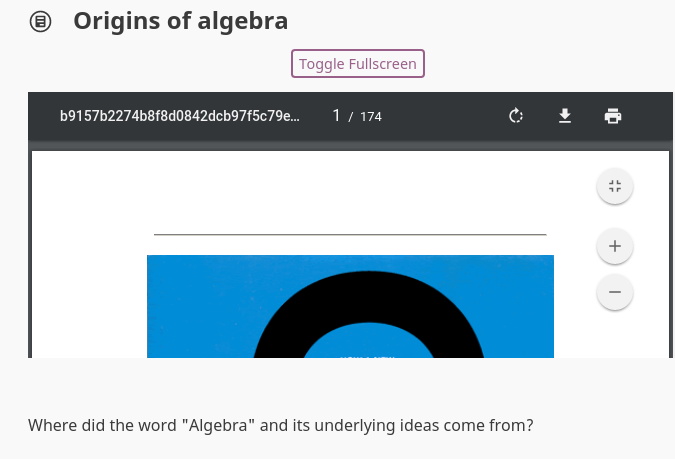 Origins of algebra
Toggle Fullscreen
b9157b2274b8f8d0842dcb97f5c79e... 1 / 174
Where did the word "Algebra" and its underlying ideas come from?